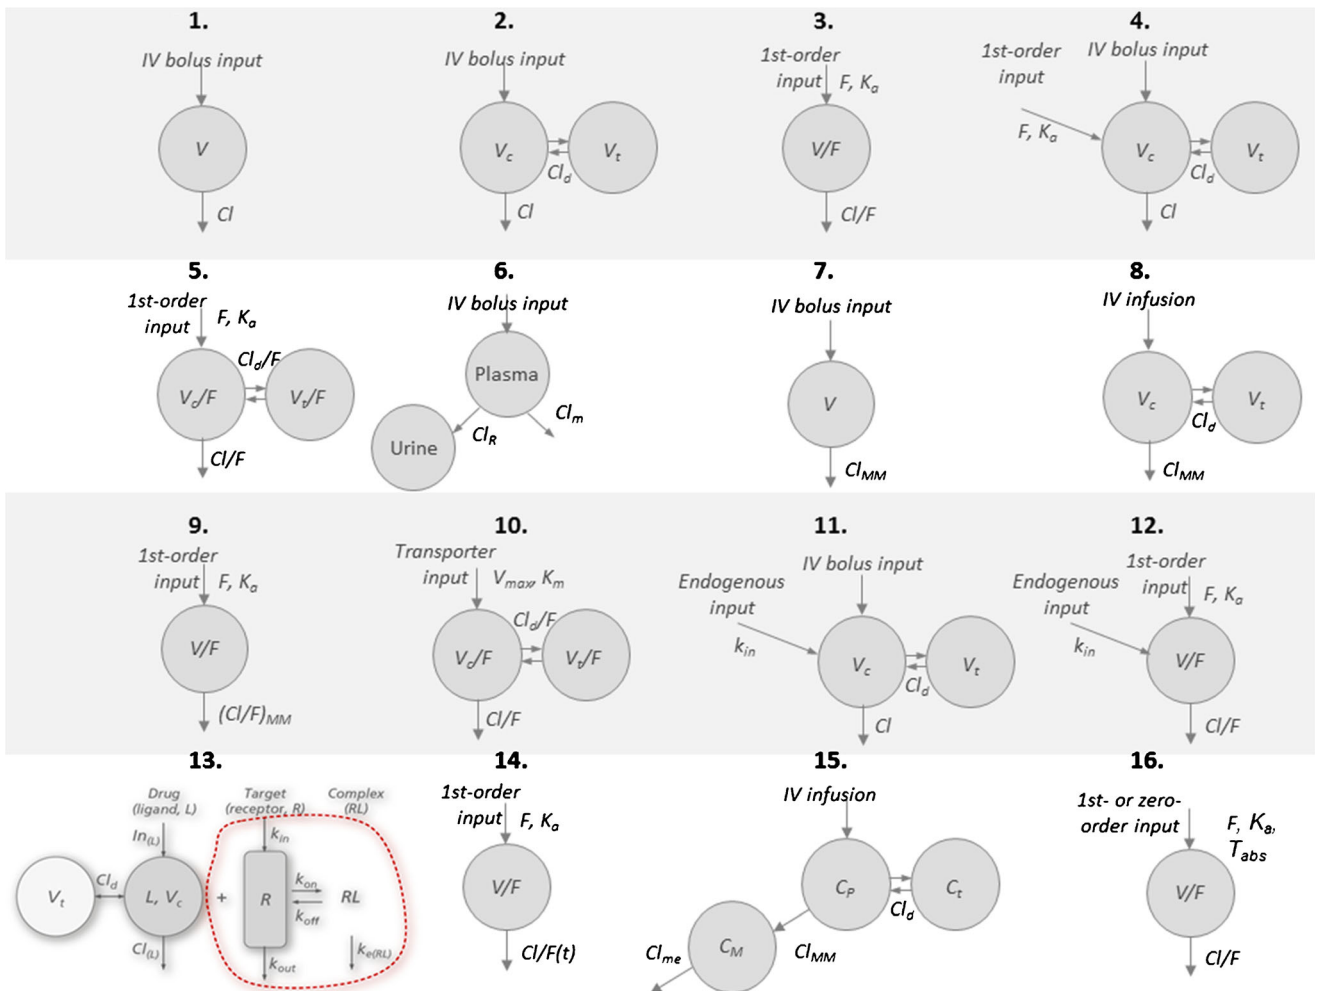 1.
IV bolus input
V
Cl
2.
IV bolus input
Vc
Vt
Cld
Cl
3.
1st-order
input
F, Ka
V/F
Cl/F
4.
1st-order
input
IV bolus input
F, Ka
Vc
Vt
Cld
Cl
5.
1st-order
input
F, Ka
Cld/F
Vc/F
Vt/F
Cl/F
6.
IV bolus input
Plasma
ClR
Clm
Urine
7.
IV bolus input
V
ClMM
8.
IV infusion
Vc
Vt
Cld
ClMM
9.
1st-order
input
F, Ka
V/F
(Cl/F)MM
10.
Transporter
input
Vmax, Km
Cld/F
Vc/F
Vt/F
Cl/F
11.
IV bolus input
Endogenous
input
kin
Vc
Vt
Cld
Cl
12.
1st-order
input
F, Ka
Endogenous
input
kin
V/F
Cl/F
13.
Drug
(ligand, L)
Target
(receptor, R)
Complex
(RL)
In(L)
kin
Vt
Cld
L, Vc
+
R
kon
koff
RL
Cl(L)
kout
ke(RL)
14.
1st-order
input
F, Ka
V/F
Cl/F(t)
15.
IV infusion
CP
Ct
Cld
CM
ClMM
Clme
16.
1st- or zero-
order input
F, Ka,
Tabs
V/F
Cl/F